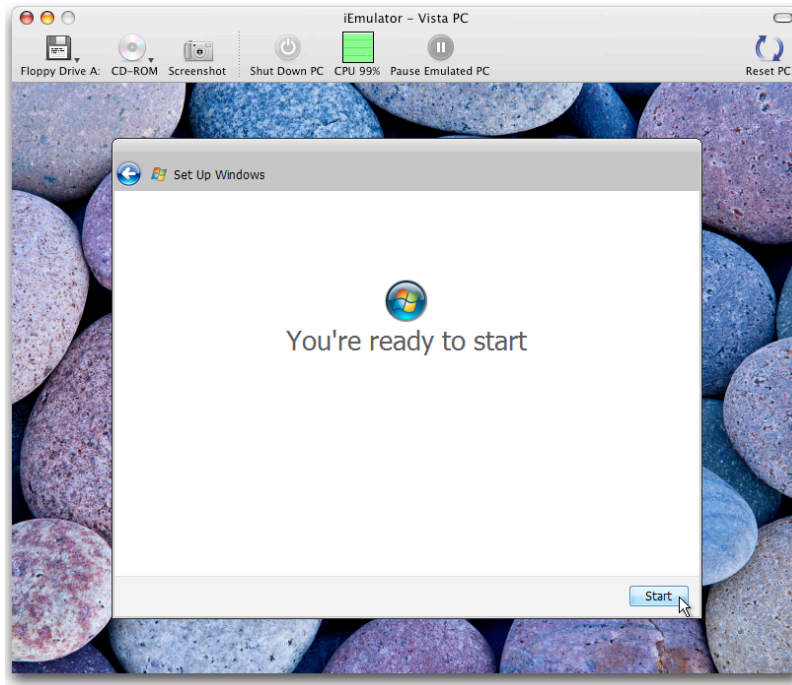 iEmulator – Vista PC
Floppy Drive A: CD-ROM Screenshot Shut Down PC CPU 99% Pause Emulated PC Reset PC
Set Up Windows
You're ready to start
Start